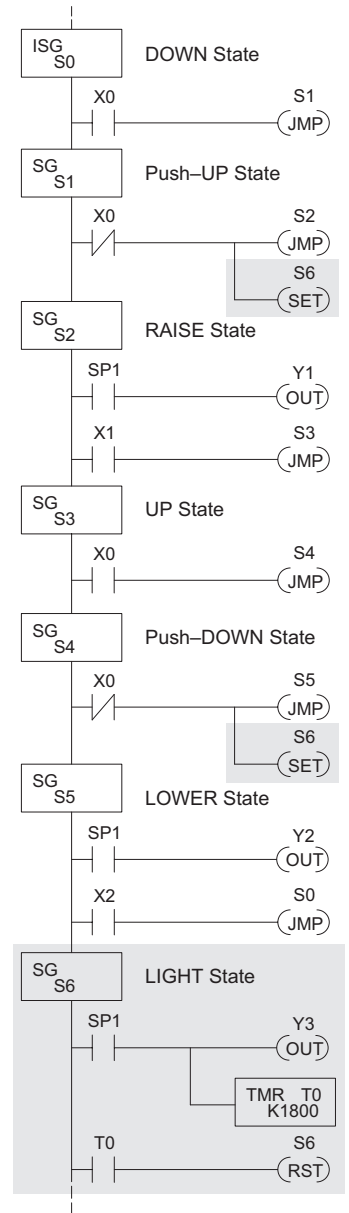 ISG
S0
DOWN State
X0
S1
JMP
SG
S1
Push–UP State
X0
S2
JMP
S6
SET
SG
S2
RAISE State
SP1
Y1
OUT
X1
S3
JMP
SG
S3
UP State
X0
S4
JMP
SG
S4
Push–DOWN State
X0
S5
JMP
S6
SET
SG
S5
LOWER State
SP1
Y2
OUT
X2
S0
JMP
SG
S6
LIGHT State
SP1
Y3
OUT
TMR T0
K1800
T0
S6
RST